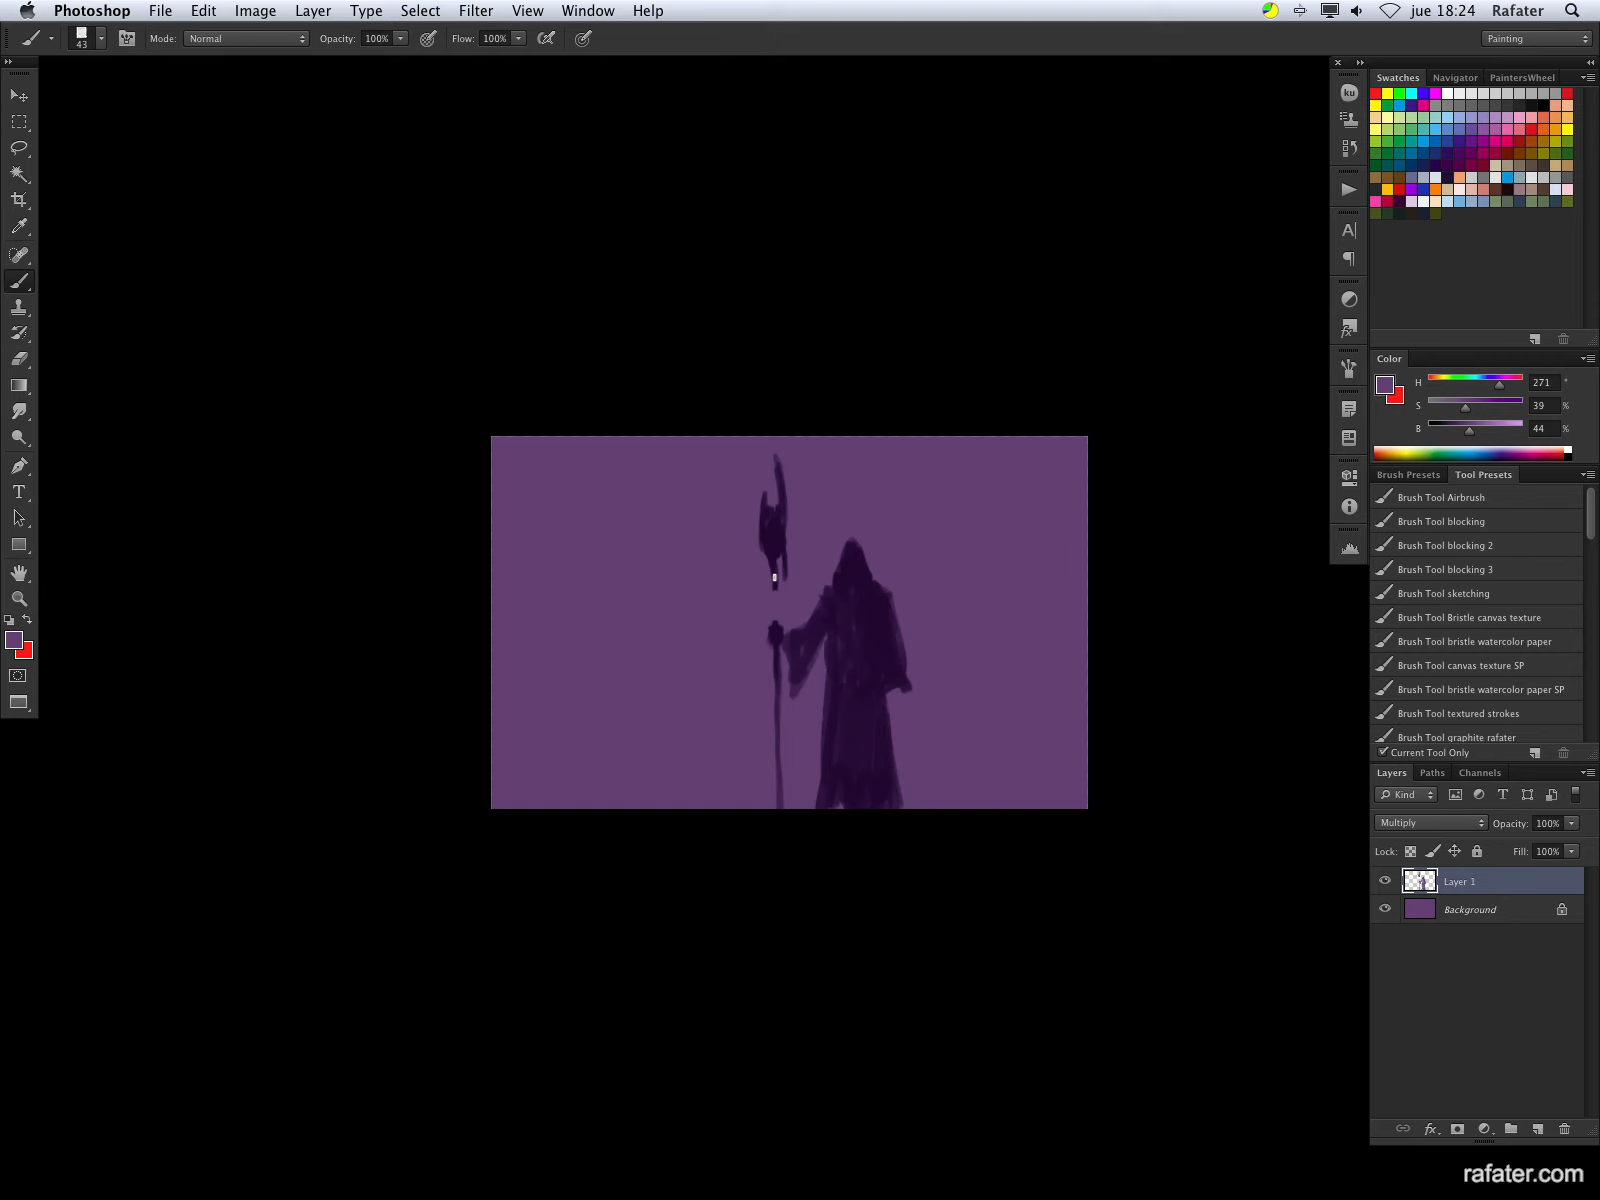 Photoshop File Edit Image Layer Type Select Filter View Window Help jue 18:24 Rafater
43 Mode: Normal Opacity: 100% Flow: 100% Painting
Swatches Navigator PaintersWheel
ku
A|
Color
H 271 °
S 39 %
B 44 %
Brush Presets Tool Presets
Brush Tool Airbrush
Brush Tool blocking
Brush Tool blocking 2
Brush Tool blocking 3
Brush Tool sketching
Brush Tool Bristle canvas texture
Brush Tool bristle watercolor paper
Brush Tool canvas texture SP
Brush Tool bristle watercolor paper SP
Brush Tool textured strokes
Brush Tool graphite rafater
Current Tool Only
Layers Paths Channels
Kind T
Multiply Opacity: 100%
Lock: Fill: 100%
Layer 1
Background
fx
rafater.com